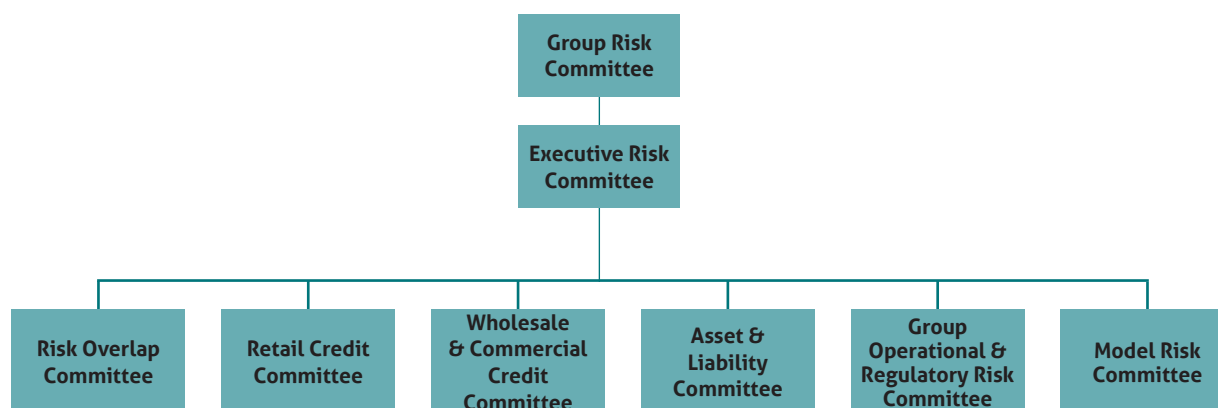 Group Risk
Committee
Executive Risk
Committee
Risk Overlap
Committee
Retail Credit
Committee
Wholesale
& Commercial
Credit
Committee
Asset &
Liability
Committee
Group
Operational &
Regulatory Risk
Committee
Model Risk
Committee